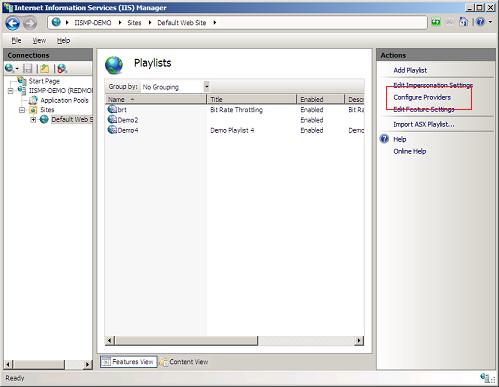 Internet Information Services (IIS) Manager
IISMP-DEMO Sites Default Web Site
File View Help
Connections
Start Page
IISMP-DEMO (REDMO
Application Pools
Sites
Default Web S
Playlists
Group by: No Grouping
Name Title Enabled Descr
brt Bit Rate Throttling Enabled Bit Ra
Demo2 Enabled
Demo4 Demo Playlist 4 Enabled Demo
Features View Content View
Actions
Add Playlist
Edit Impersonation Settings
Configure Providers
Edit Feature Settings
Import ASX Playlist...
Help
Online Help
Ready